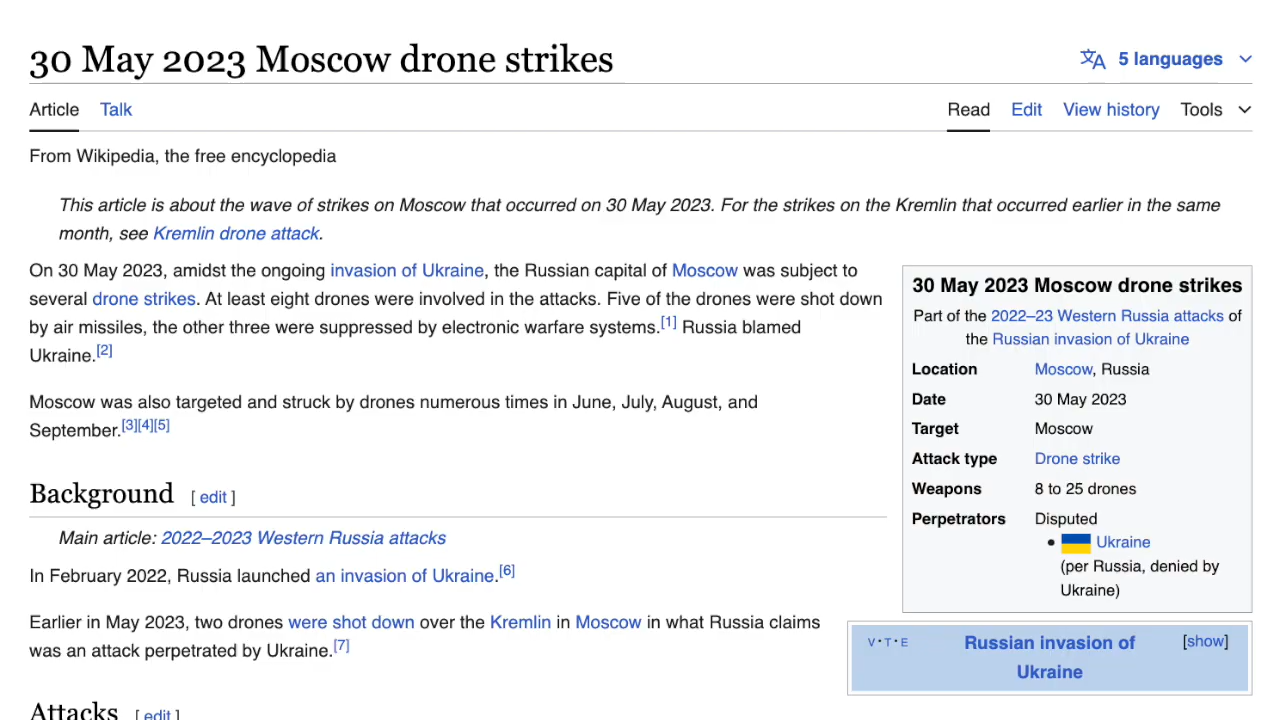 30 May 2023 Moscow drone strikes
5 languages
Article Talk
Read Edit View history Tools
From Wikipedia, the free encyclopedia
This article is about the wave of strikes on Moscow that occurred on 30 May 2023. For the strikes on the Kremlin that occurred earlier in the same
month, see Kremlin drone attack.
On 30 May 2023, amidst the ongoing invasion of Ukraine, the Russian capital of Moscow was subject to
several drone strikes. At least eight drones were involved in the attacks. Five of the drones were shot down
by air missiles, the other three were suppressed by electronic warfare systems.[1] Russia blamed
Ukraine.[2]
Moscow was also targeted and struck by drones numerous times in June, July, August, and
September.[3][4][5]
Background [ edit ]
Main article: 2022–2023 Western Russia attacks
In February 2022, Russia launched an invasion of Ukraine.[6]
Earlier in May 2023, two drones were shot down over the Kremlin in Moscow in what Russia claims
was an attack perpetrated by Ukraine.[7]
Attacks [ edit ]
30 May 2023 Moscow drone strikes
Part of the 2022–23 Western Russia attacks of
the Russian invasion of Ukraine
Location Moscow, Russia
Date 30 May 2023
Target Moscow
Attack type Drone strike
Weapons 8 to 25 drones
Perpetrators Disputed
• Ukraine
(per Russia, denied by
Ukraine)
V · T · E Russian invasion of [show]
Ukraine